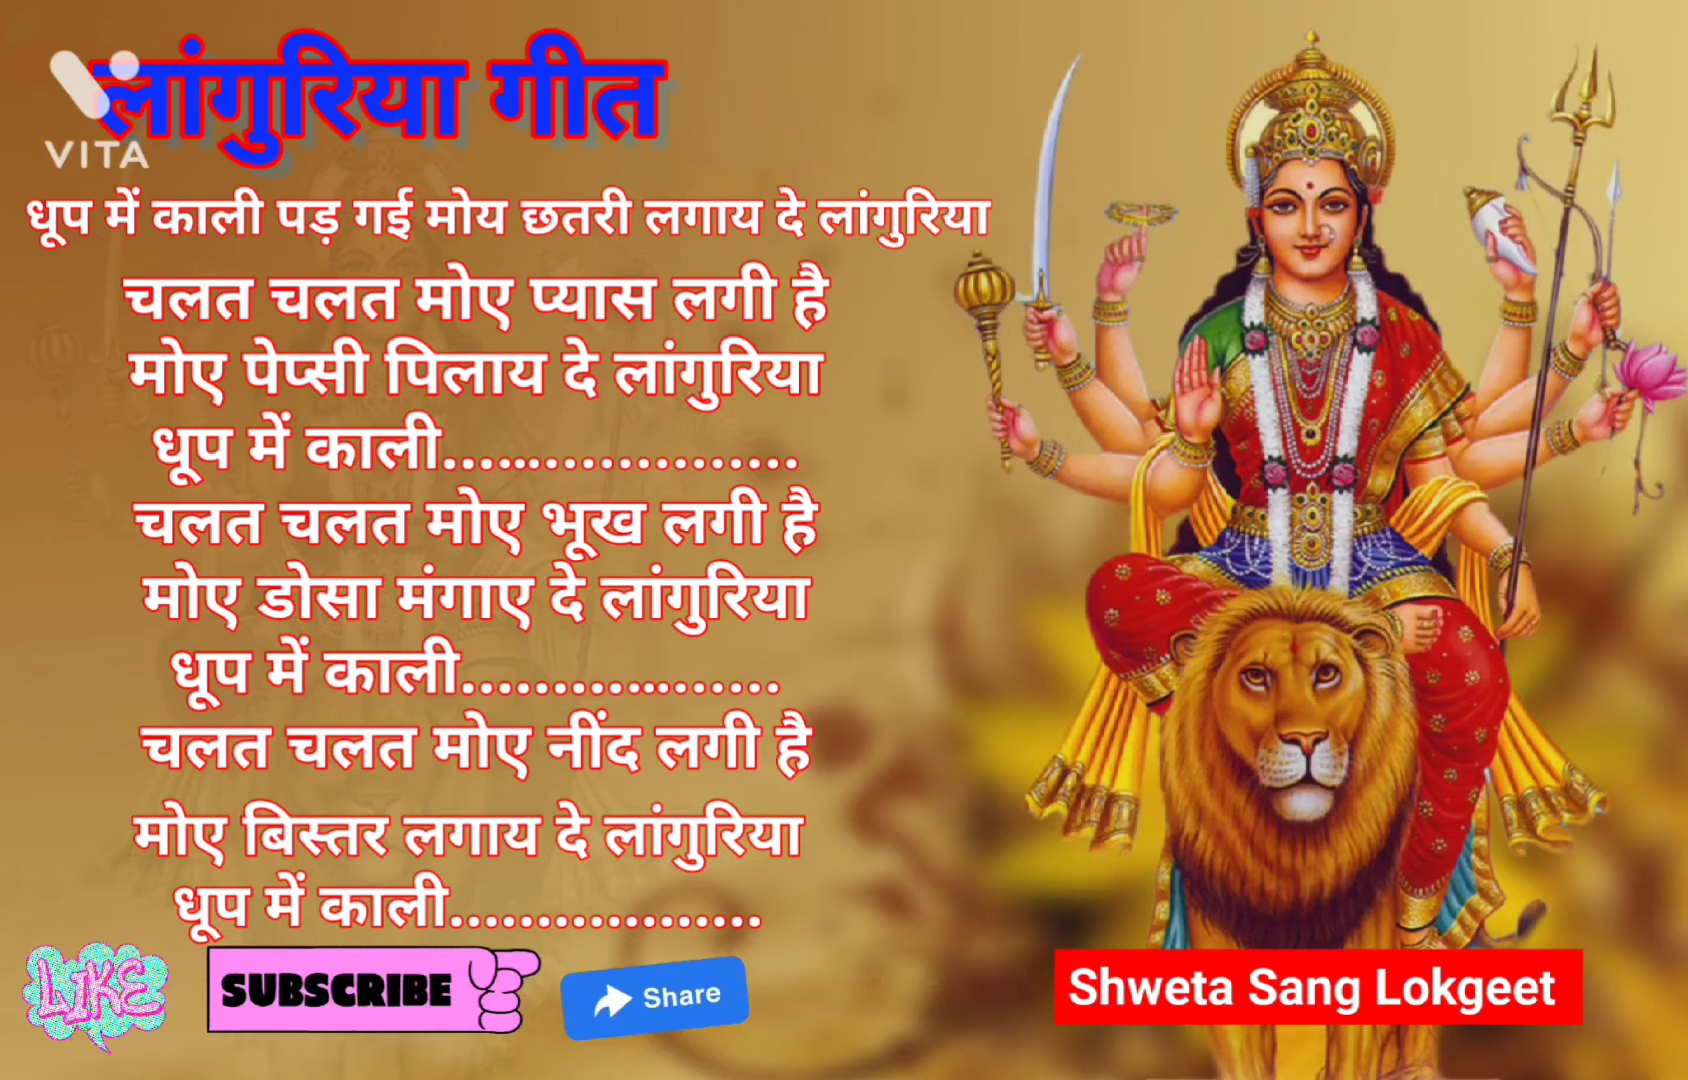 लांगुरिया गीत
VITA
धूप में काली पड़ गई मोय छतरी लगाय दे लांगुरिया
चलत चलत मोए प्यास लगी है
मोए पेप्सी पिलाय दे लांगुरिया
धूप में काली....................
चलत चलत मोए भूख लगी है
मोए डोसा मंगाए दे लांगुरिया
धूप में काली..................
चलत चलत मोए नींद लगी है
मोए बिस्तर लगाय दे लांगुरिया
धूप में काली..................
LIKE
SUBSCRIBE
Share
Shweta Sang Lokgeet